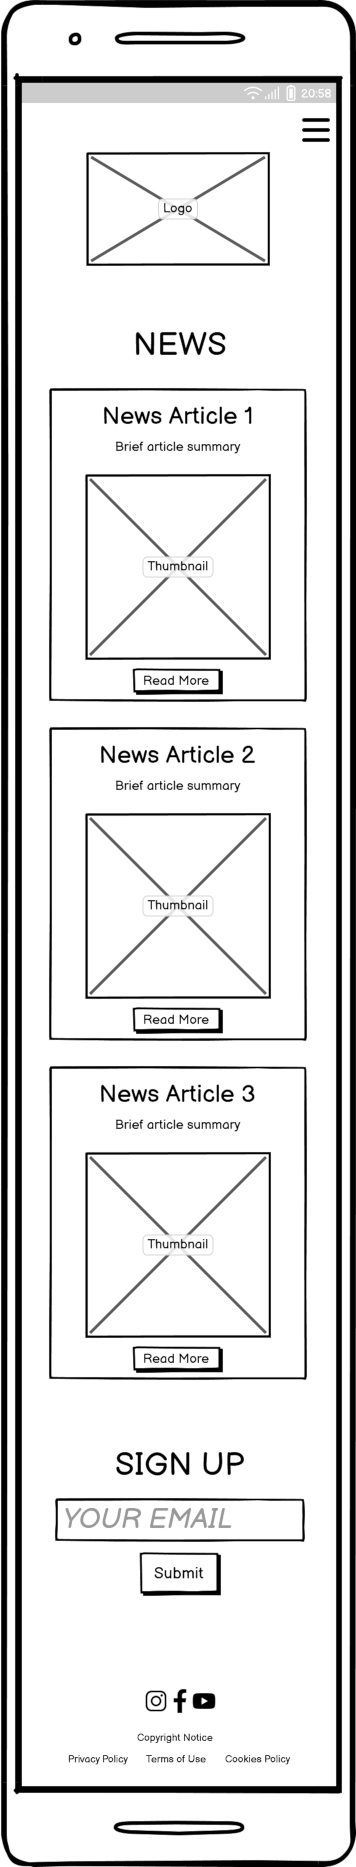 20:58
Logo
NEWS
News Article 1
Brief article summary
Thumbnail
Read More
News Article 2
Brief article summary
Thumbnail
Read More
News Article 3
Brief article summary
Thumbnail
Read More
SIGN UP
YOUR EMAIL
Submit
Copyright Notice
Privacy Policy Terms of Use Cookies Policy